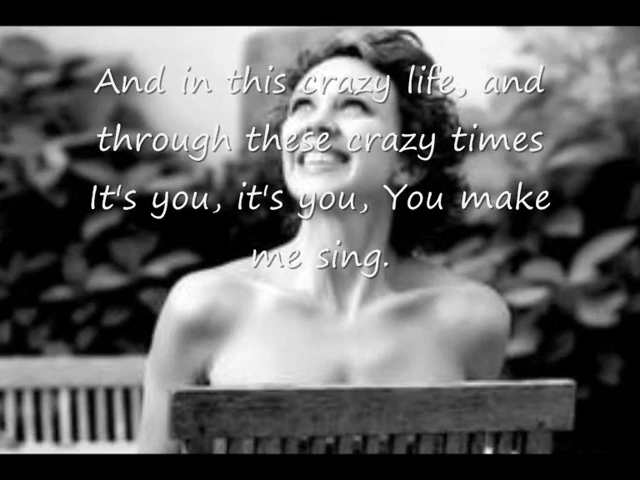 And in this crazy life, and
through these crazy times
It's you, it's you, You make
me sing.